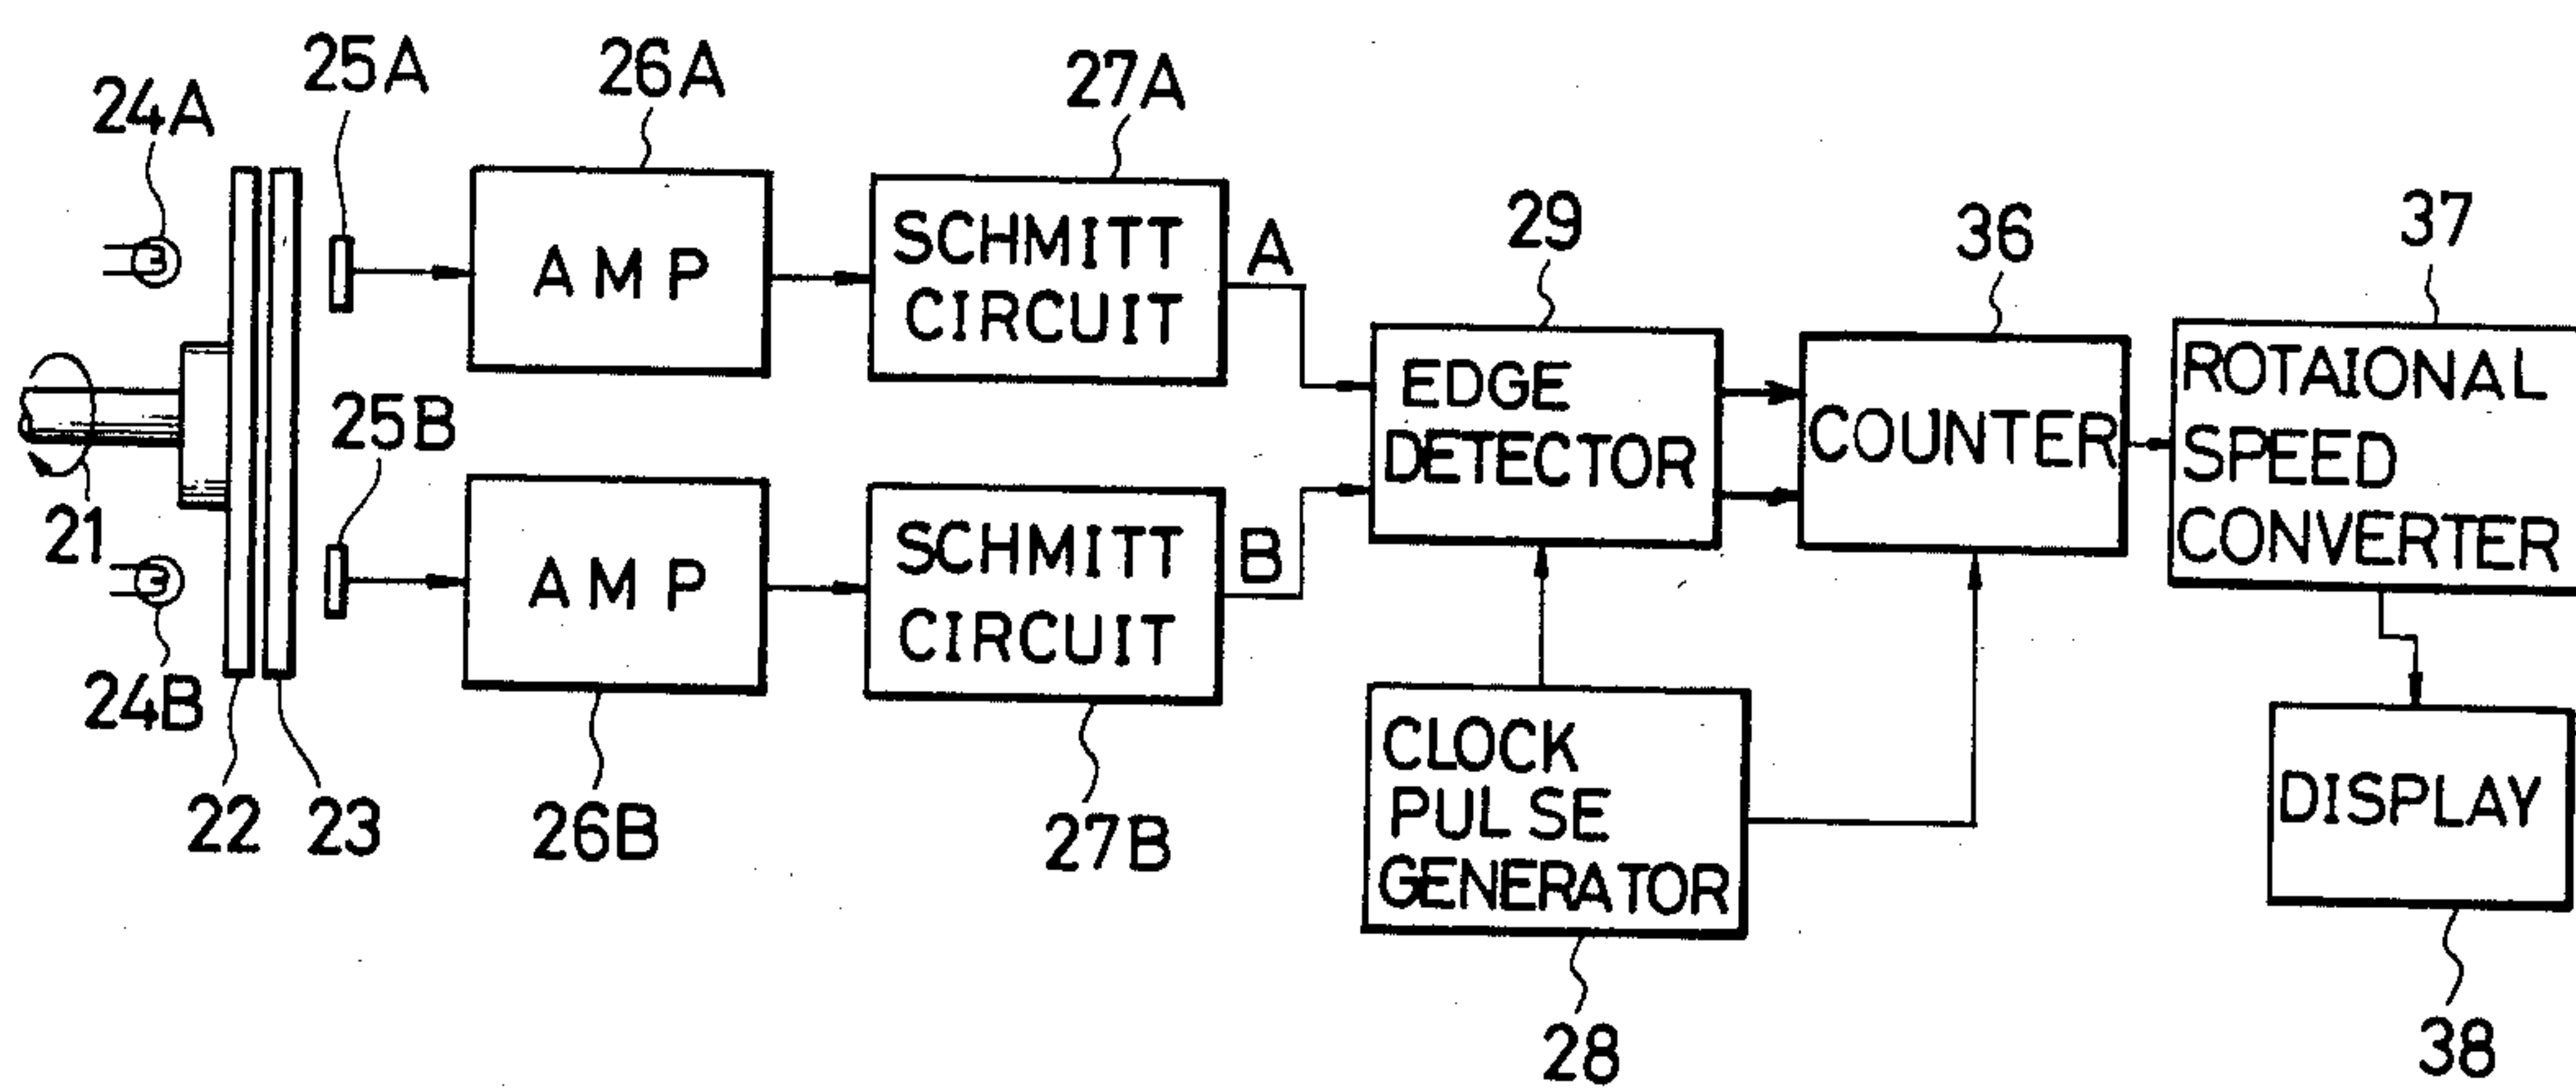 24A
25A
26A
27A
AMP
SCHMITT
CIRCUIT
A
29
36
37
EDGE
DETECTOR
COUNTER
ROTAIONAL
SPEED
CONVERTER
21
25B
AMP
SCHMITT
CIRCUIT
B
24B
22
23
26B
27B
CLOCK
PULSE
GENERATOR
28
DISPLAY
38